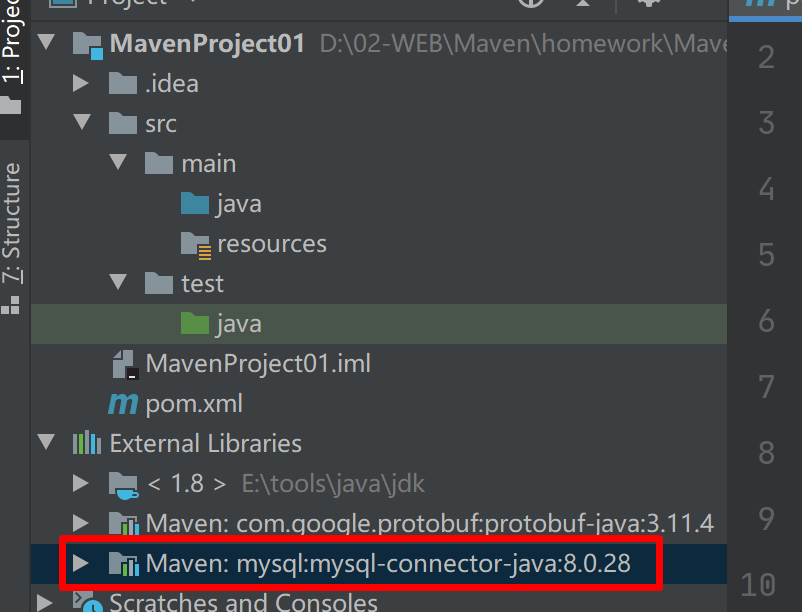 Project
1: Project
MavenProject01 D:\02-WEB\Maven\homework\Mave
.idea
src
main
java
resources
7: Structure
test
java
MavenProject01.iml
pom.xml
External Libraries
< 1.8 > E:\tools\java\jdk
Maven: com.google.protobuf:protobuf-java:3.11.4
Maven: mysql:mysql-connector-java:8.0.28
Scratches and Consoles
2
3
4
5
6
7
8
9
10